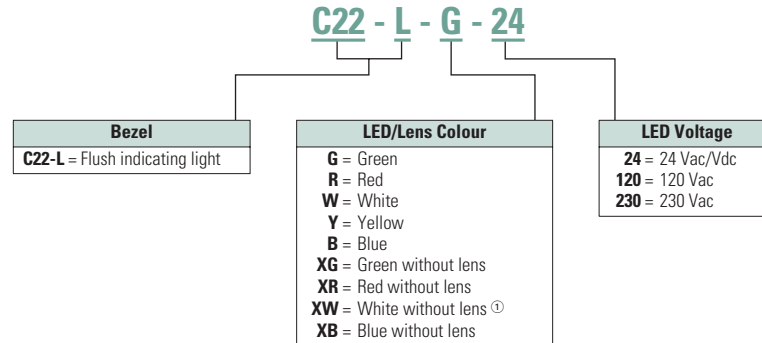 C22 - L - G - 24
Bezel
C22-L = Flush indicating light
LED/Lens Colour
G = Green
R = Red
W = White
Y = Yellow
B = Blue
XG = Green without lens
XR = Red without lens
XW = White without lens ①
XB = Blue without lens
LED Voltage
24 = 24 Vac/Vdc
120 = 120 Vac
230 = 230 Vac